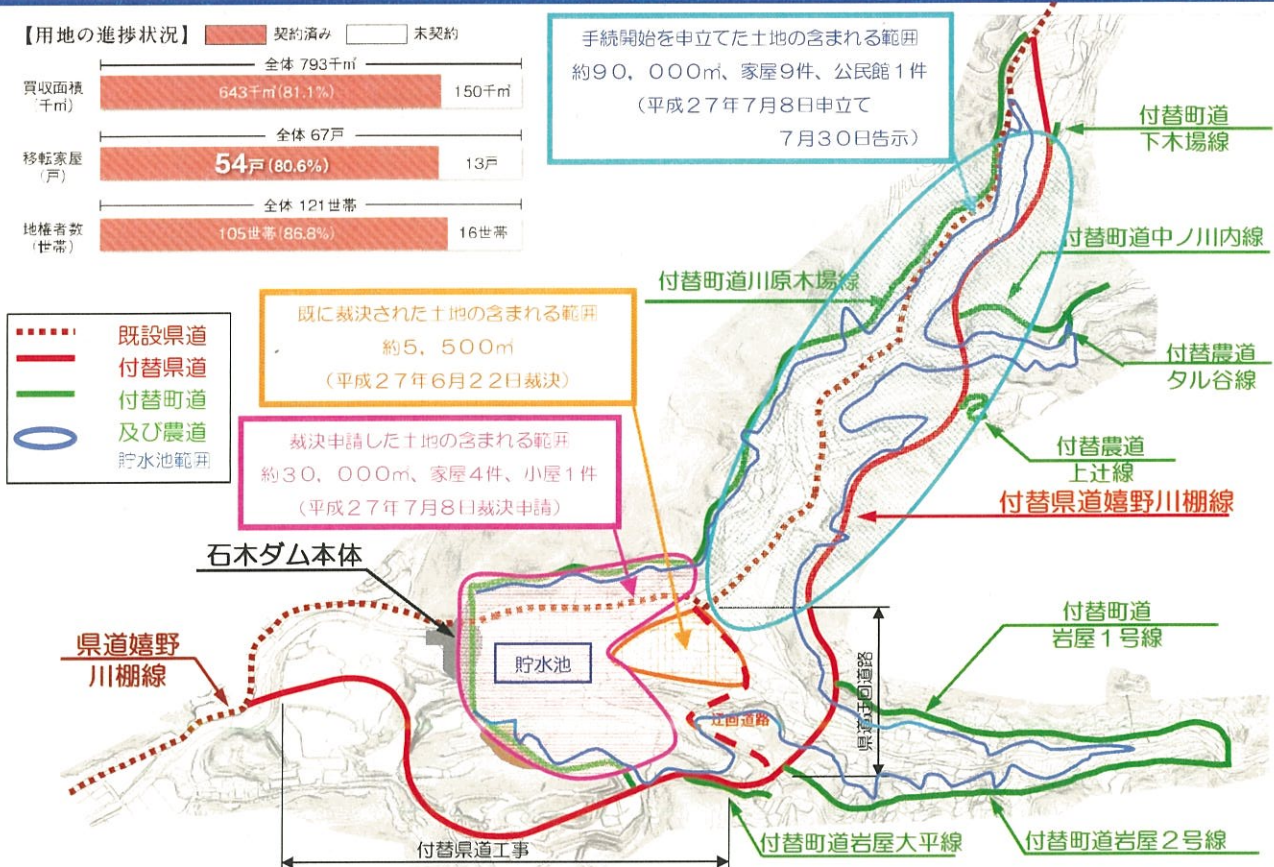 【用地の進捗状況】 契約済み 未契約
全体 793千㎡
買収面積
(千㎡)
643千㎡(81.1%) 150千㎡
全体 67戸
移転家屋
(戸)
54戸(80.6%) 13戸
全体 121世帯
地権者数
(世帯)
105世帯(86.8%) 16世帯
手続開始を申立てた土地の含まれる範囲
約90,000㎡、家屋9件、公民館1件
(平成27年7月8日申立て
7月30日告示)
既設県道
付替県道
付替町道
及び農道
貯水池範囲
既に裁決された土地の含まれる範囲
約5,500㎡
(平成27年6月22日裁決)
裁決申請した土地の含まれる範囲
約30,000㎡、家屋4件、小屋1件
(平成27年7月8日裁決申請)
付替町道
下木場線
付替町道中ノ川内線
付替町道川原木場線
付替農道
タル谷線
付替農道
上辻線
付替県道嬉野川棚線
石木ダム本体
県道嬉野
川棚線
貯水池
迂回道路
県道迂回道路
付替町道
岩屋1号線
付替県道工事
付替町道岩屋大平線
付替町道岩屋2号線